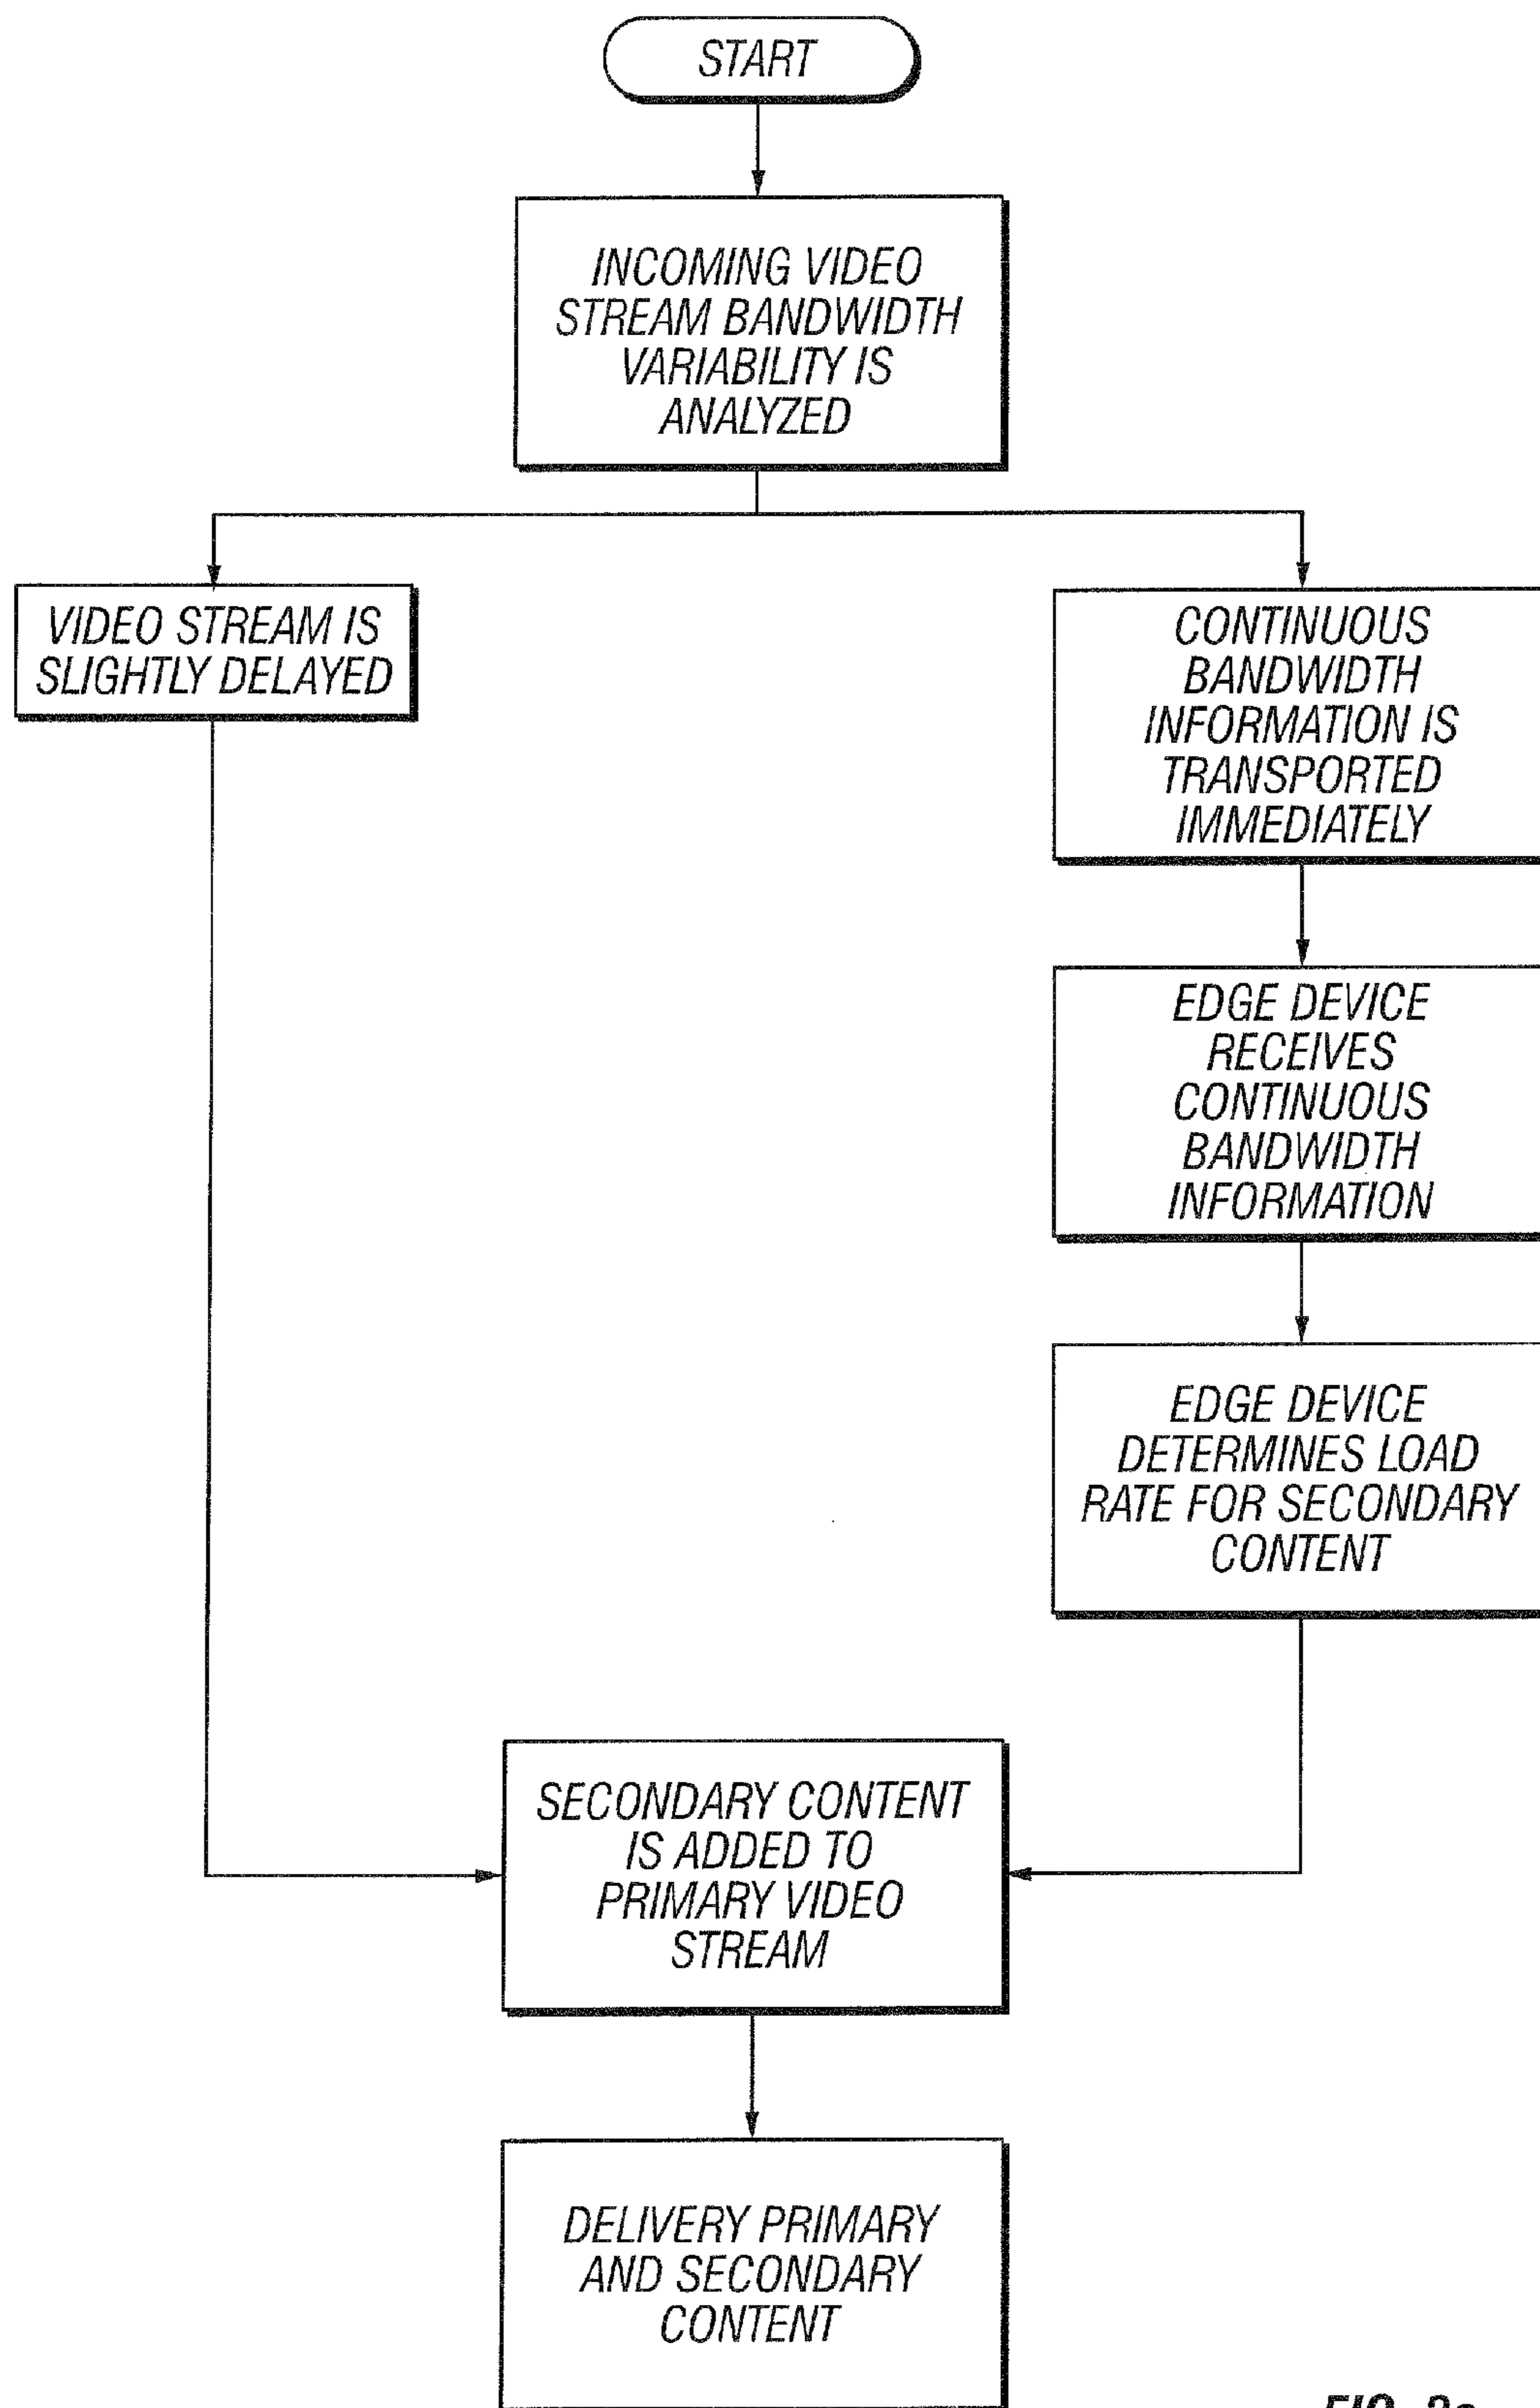 START
INCOMING VIDEO
STREAM BANDWIDTH
VARIABILITY IS
ANALYZED
VIDEO STREAM IS
SLIGHTLY DELAYED
CONTINUOUS
BANDWIDTH
INFORMATION IS
TRANSPORTED
IMMEDIATELY
EDGE DEVICE
RECEIVES
CONTINUOUS
BANDWIDTH
INFORMATION
EDGE DEVICE
DETERMINES LOAD
RATE FOR SECONDARY
CONTENT
SECONDARY CONTENT
IS ADDED TO
PRIMARY VIDEO
STREAM
DELIVERY PRIMARY
AND SECONDARY
CONTENT
FIG.